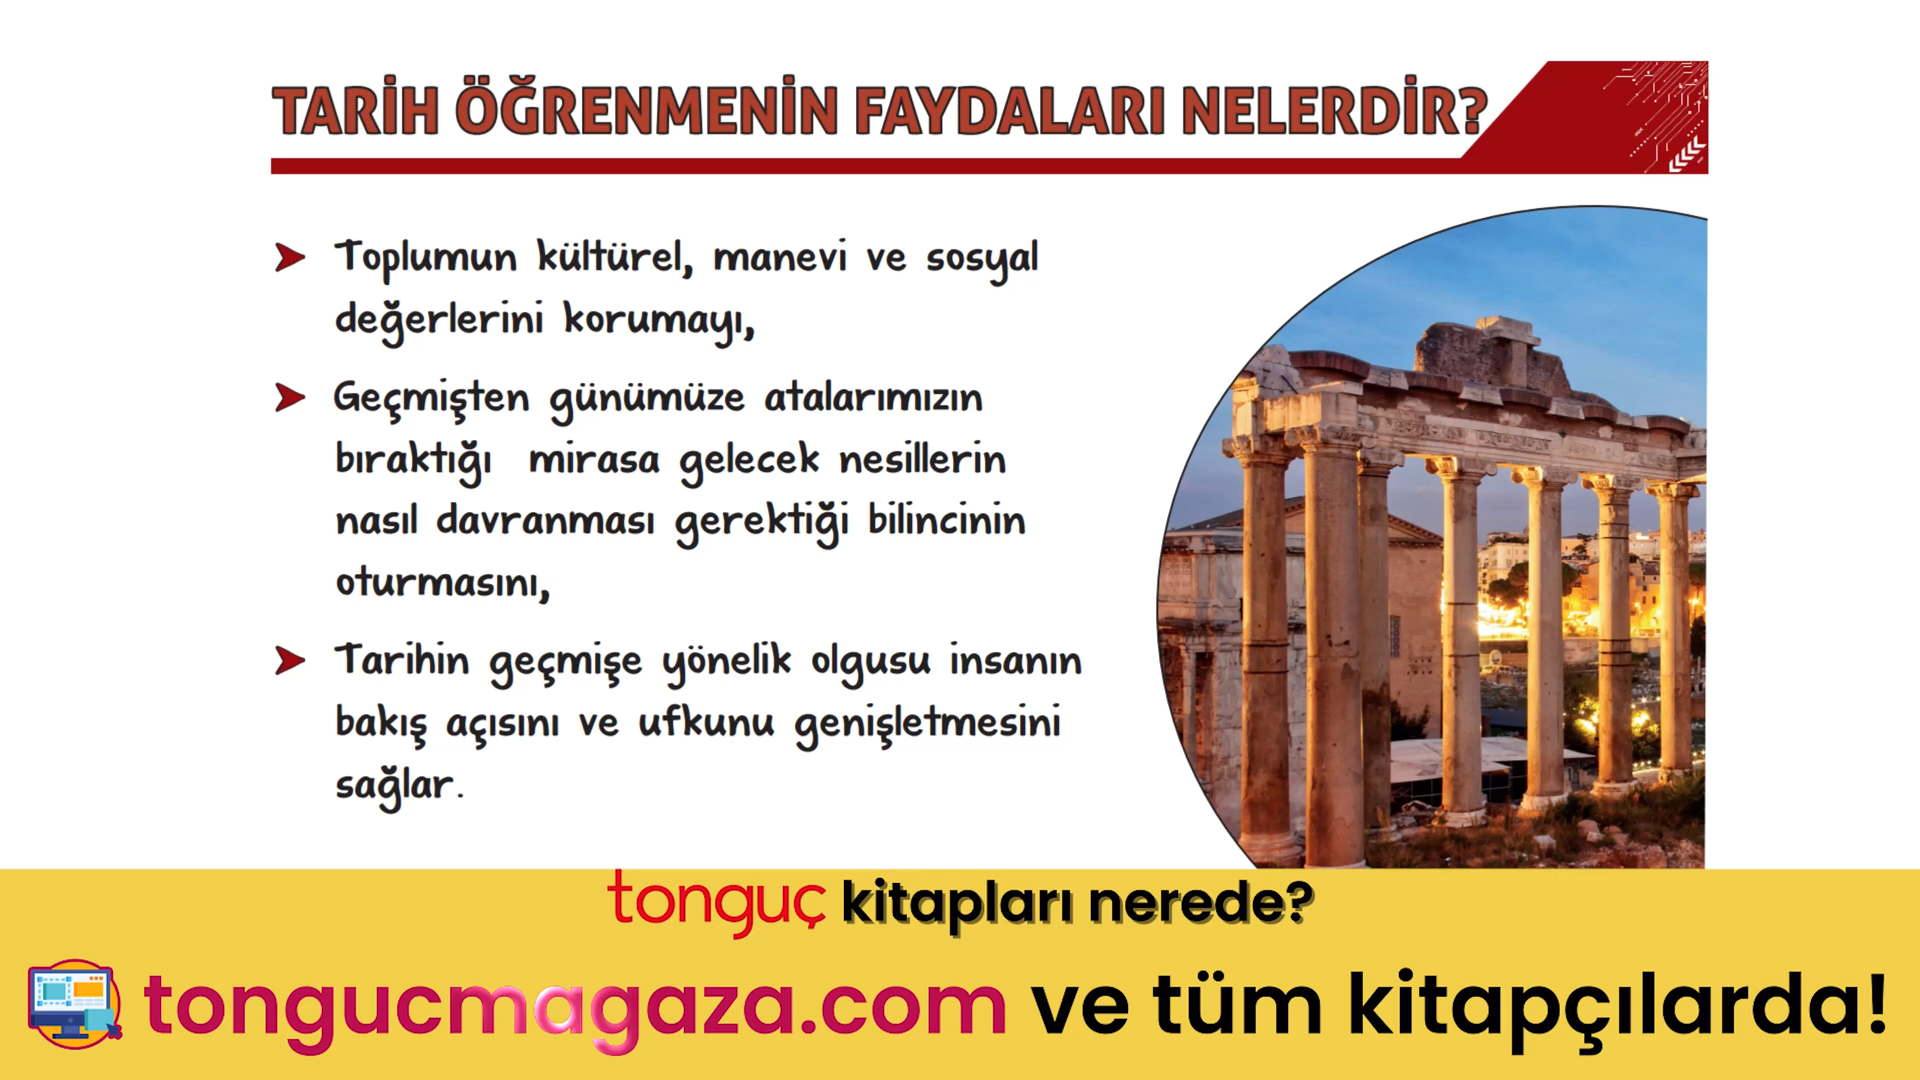 TARİH ÖĞRENMENİN FAYDALARI NELERDİR?
Toplumun kültürel, manevi ve sosyal
değerlerini korumayı,
Geçmişten günümüze atalarımızın
bıraktığı mirasa gelecek nesillerin
nasıl davranması gerektiği bilincinin
oturmasını,
Tarihin geçmişe yönelik olgusu insanın
bakış açısını ve ufkunu genişletmesini
sağlar.
tonguç kitapları nerede?
tongucmagaza.com ve tüm kitapçılarda!